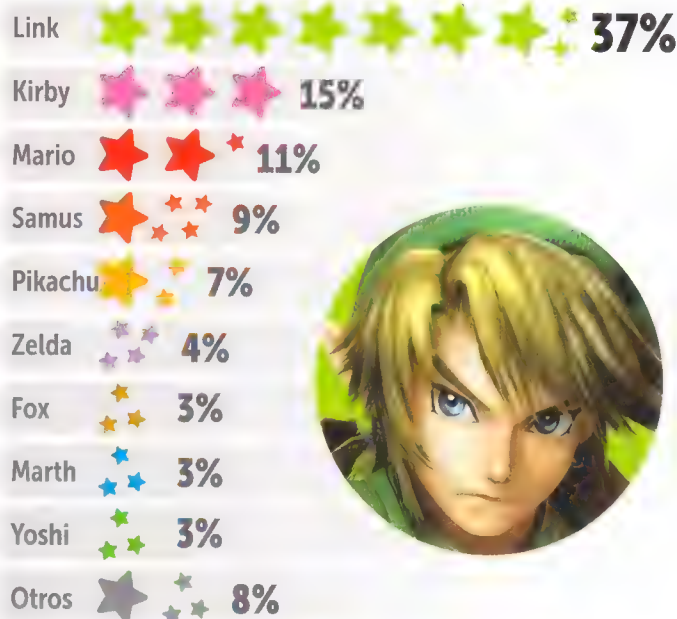 Link 37%
Kirby 15%
Mario 11%
Samus 9%
Pikachu 7%
Zelda 4%
Fox 3%
Marth 3%
Yoshi 3%
Otros 8%